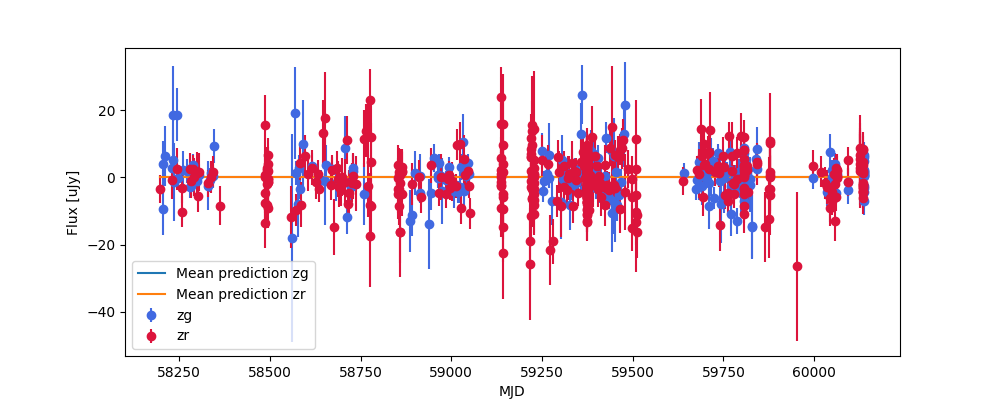 20
0
−20
−40
Flux [uJy]
Mean prediction zg
Mean prediction zr
zg
zr
58250 58500 58750 59000 59250 59500 59750 60000
MJD